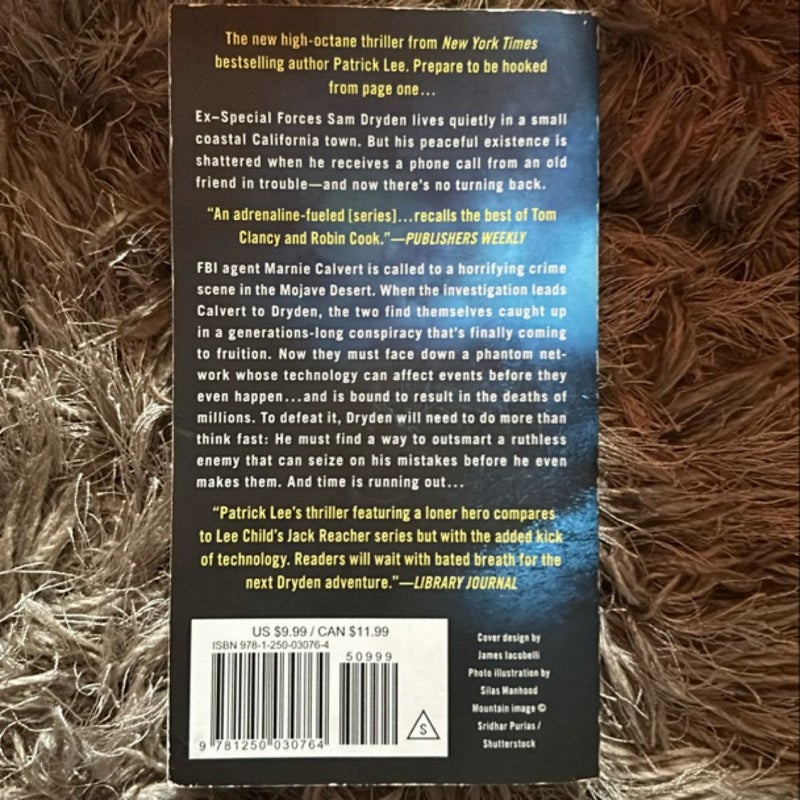 The new high-octane thriller from New York Times
bestselling author Patrick Lee. Prepare to be hooked
from page one...
Ex–Special Forces Sam Dryden lives quietly in a small
coastal California town. But his peaceful existence is
shattered when he receives a phone call from an old
friend in trouble—and now there's no turning back.
"An adrenaline-fueled [series]...recalls the best of Tom
Clancy and Robin Cook."—PUBLISHERS WEEKLY
FBI agent Marnie Calvert is called to a horrifying crime
scene in the Mojave Desert. When the investigation leads
Calvert to Dryden, the two find themselves caught up
in a generations-long conspiracy that's finally coming
to fruition. Now they must face down a phantom net-
work whose technology can affect events before they
even happen...and is bound to result in the deaths of
millions. To defeat it, Dryden will need to do more than
think fast: He must find a way to outsmart a ruthless
enemy that can seize on his mistakes before he even
makes them. And time is running out...
"Patrick Lee's thriller featuring a loner hero compares
to Lee Child's Jack Reacher series but with the added kick
of technology. Readers will wait with bated breath for the
next Dryden adventure."—LIBRARY JOURNAL
US $9.99 / CAN $11.99
ISBN 978-1-250-03076-4
50999
9 781250 030764
S
Cover design by
James Iacobelli
Photo illustration by
Silas Manhood
Mountain image ©
Sridhar Purlas /
Shutterstock